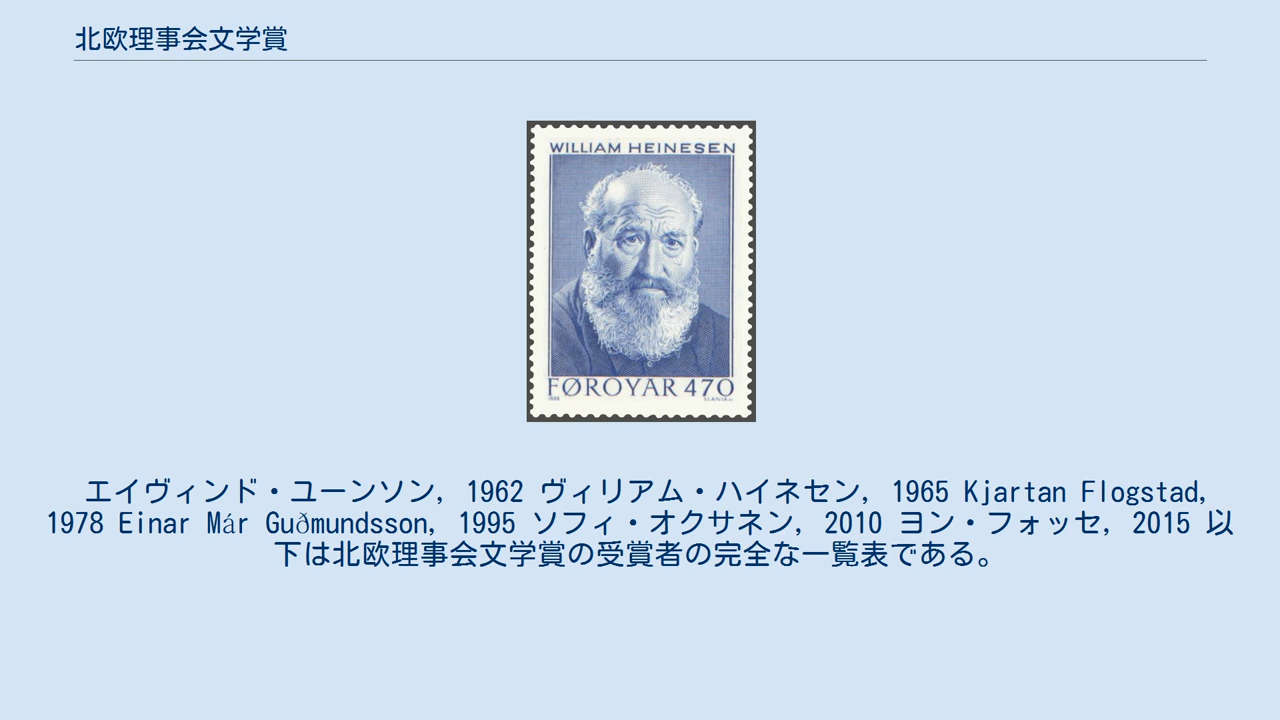 北欧理事会文学賞
WILLIAM HEINESEN
FØROYAR 470
1988
SLANIA
エイヴィンド・ユーンソン, 1962 ヴィリアム・ハイネセン, 1965 Kjartan Flogstad,
1978 Einar Már Guðmundsson, 1995 ソフィ・オクサネン, 2010 ヨン・フォッセ, 2015 以
下は北欧理事会文学賞の受賞者の完全な一覧表である。